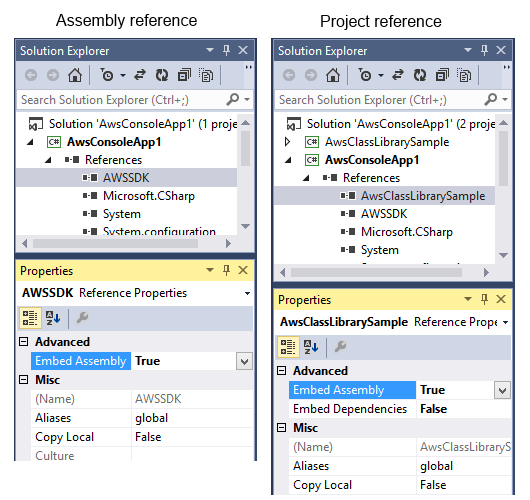 Assembly reference
Solution Explorer
Search Solution Explorer (Ctrl+;)
Solution 'AwsConsoleApp1' (1 proje
C# AwsConsoleApp1
References
AWSSDK
Microsoft.CSharp
System
System.configuration
Properties
AWSSDK Reference Properties
Advanced
Embed Assembly True
Misc
(Name) AWSSDK
Aliases global
Copy Local False
Culture
Project reference
Solution Explorer
Search Solution Explorer (Ctrl+;)
Solution 'AwsConsoleApp1' (2 proje
C# AwsClassLibrarySample
C# AwsConsoleApp1
References
AwsClassLibrarySample
AWSSDK
Microsoft.CSharp
System
Properties
AwsClassLibrarySample Reference Prope
Advanced
Embed Assembly True
Embed Dependencies False
Misc
(Name) AwsClassLibraryS
Aliases global
Copy Local False